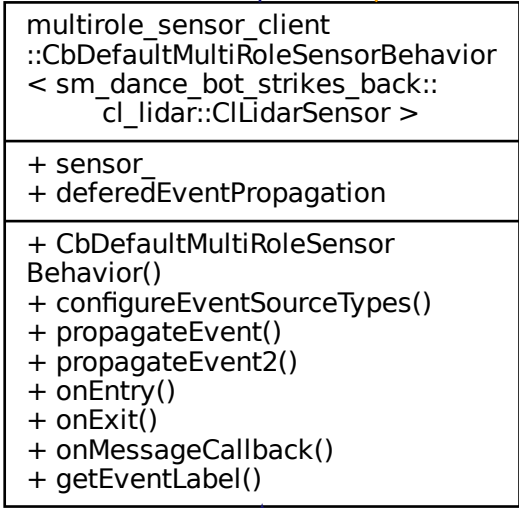 multirole_sensor_client
::CbDefaultMultiRoleSensorBehavior
< sm_dance_bot_strikes_back::
cl_lidar::ClLidarSensor >
+ sensor_
+ deferedEventPropagation
+ CbDefaultMultiRoleSensor
Behavior()
+ configureEventSourceTypes()
+ propagateEvent()
+ propagateEvent2()
+ onEntry()
+ onExit()
+ onMessageCallback()
+ getEventLabel()